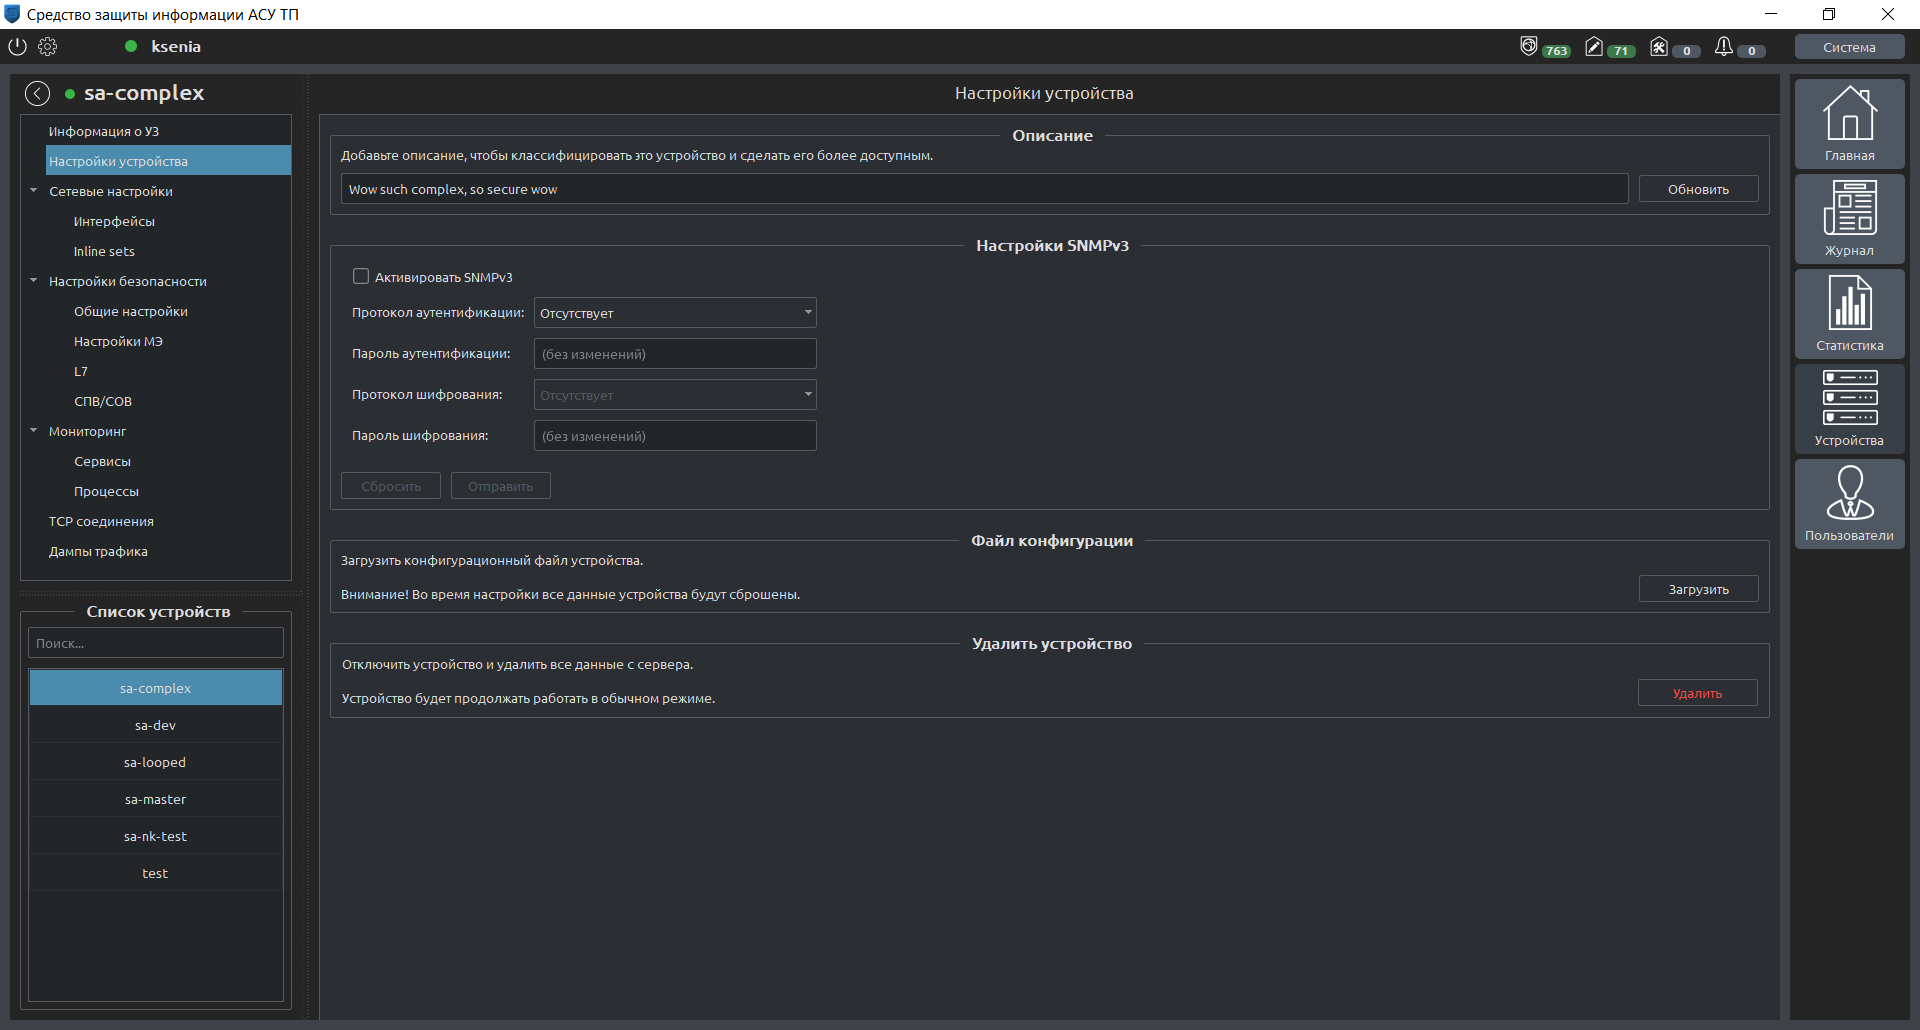 Средство защиты информации АСУ ТП
ksenia
763
71
0
0
Система
sa-complex
Информация о УЗ
Настройки устройства
Сетевые настройки
Интерфейсы
Inline sets
Настройки безопасности
Общие настройки
Настройки МЭ
L7
СПВ/СОВ
Мониторинг
Сервисы
Процессы
TCP соединения
Дампы трафика
Список устройств
Поиск...
sa-complex
sa-dev
sa-looped
sa-master
sa-nk-test
test
Настройки устройства
Описание
Добавьте описание, чтобы классифицировать это устройство и сделать его более доступным.
Wow such complex, so secure wow
Обновить
Настройки SNMPv3
Активировать SNMPv3
Протокол аутентификации: Отсутствует
Пароль аутентификации: (без изменений)
Протокол шифрования: Отсутствует
Пароль шифрования: (без изменений)
Сбросить Отправить
Файл конфигурации
Загрузить конфигурационный файл устройства.
Внимание! Во время настройки все данные устройства будут сброшены.
Загрузить
Удалить устройство
Отключить устройство и удалить все данные с сервера.
Устройство будет продолжать работать в обычном режиме.
Удалить
Главная
Журнал
Статистика
Устройства
Пользователи